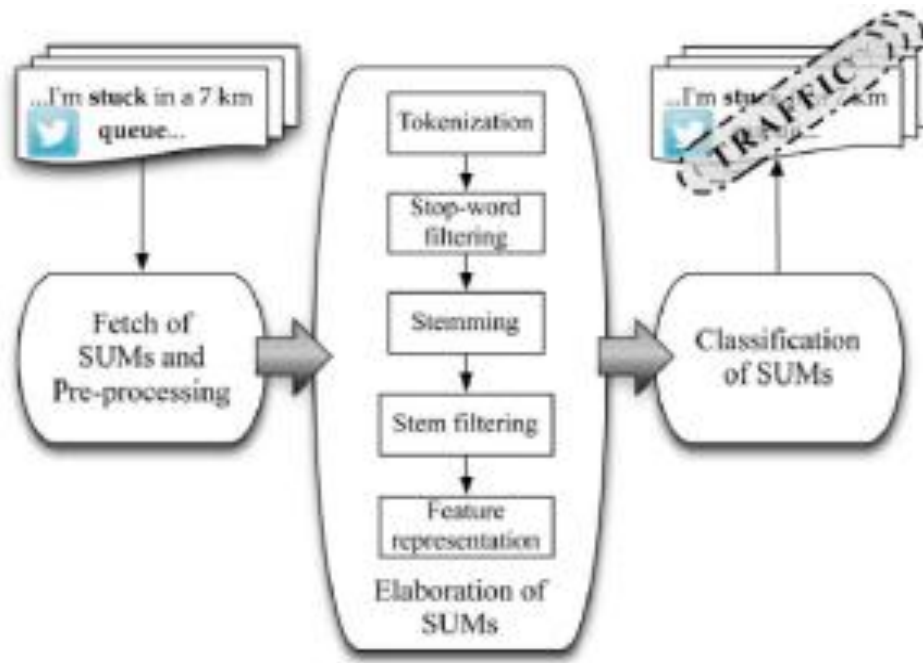 ...I'm stuck in a 7 km
queue...
Fetch of
SUMs and
Pre-processing
Tokenization
Stop-word
filtering
Stemming
Stem filtering
Feature
representation
Elaboration of
SUMs
...I'm km
TRAFFIC
Classification
of SUMs